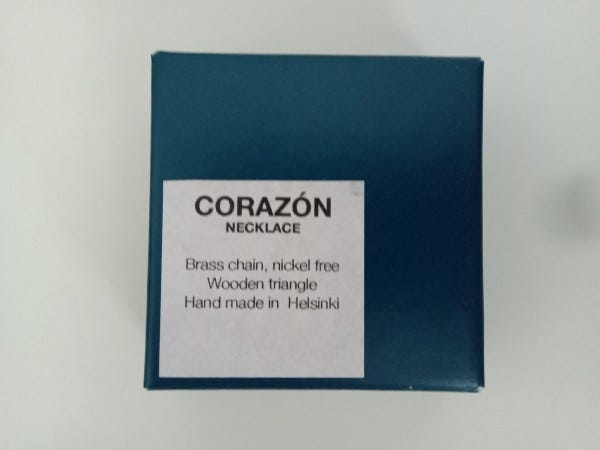 CORAZÓN
NECKLACE
Brass chain, nickel free
Wooden triangle
Hand made in Helsinki